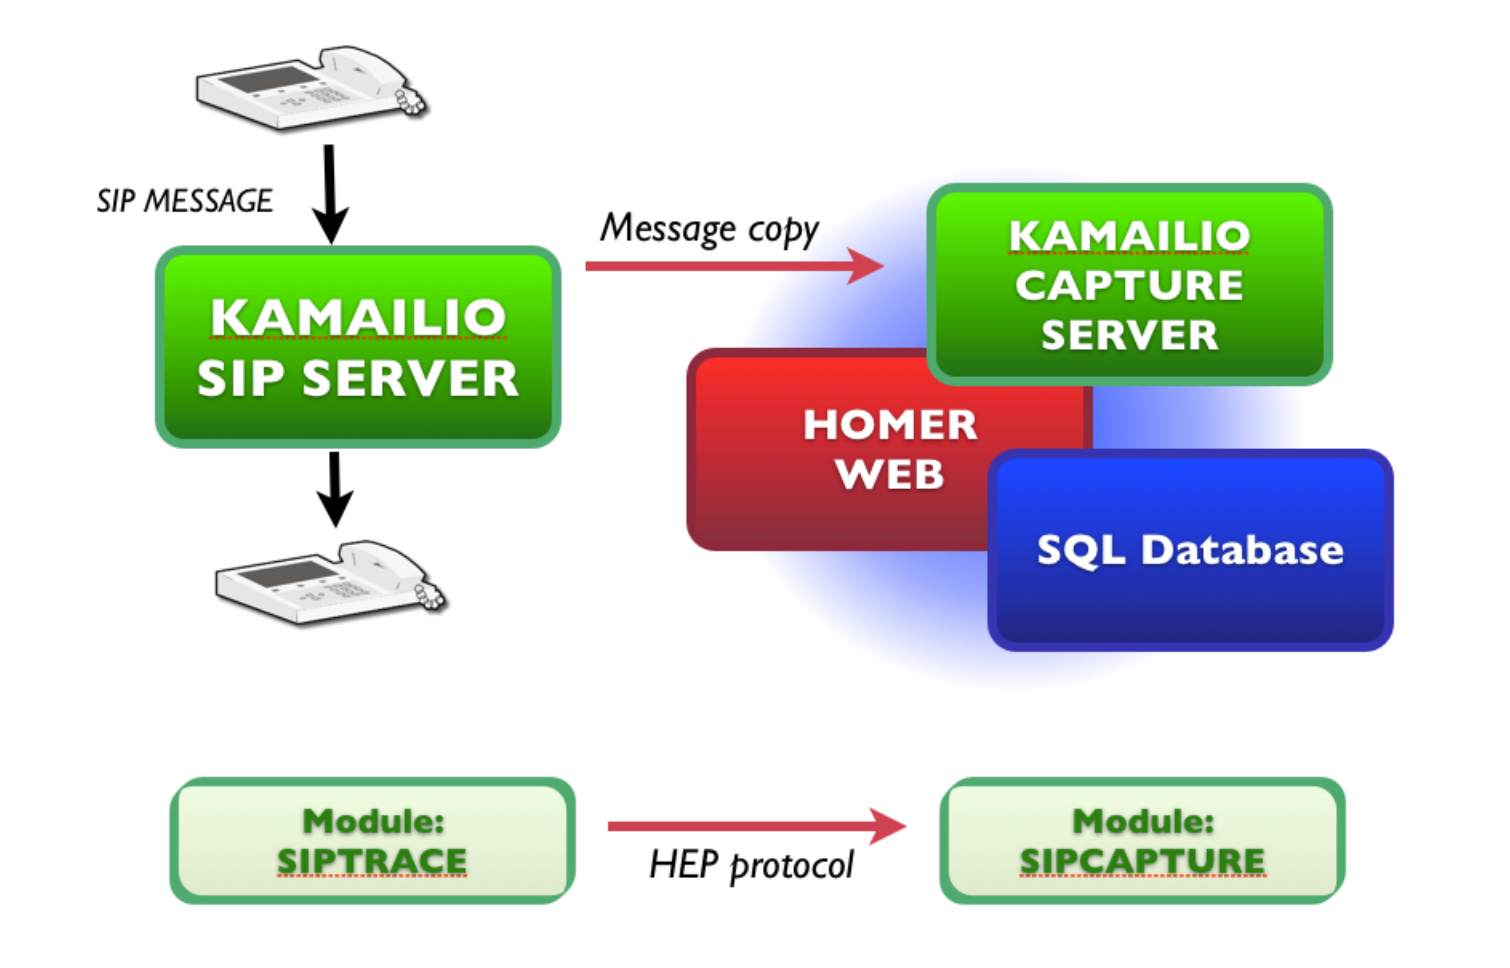 SIP MESSAGE
Message copy
KAMAILIO
SIP SERVER
KAMAILIO
CAPTURE
SERVER
HOMER
WEB
SQL Database
Module:
SIPTRACE
HEP protocol
Module:
SIPCAPTURE